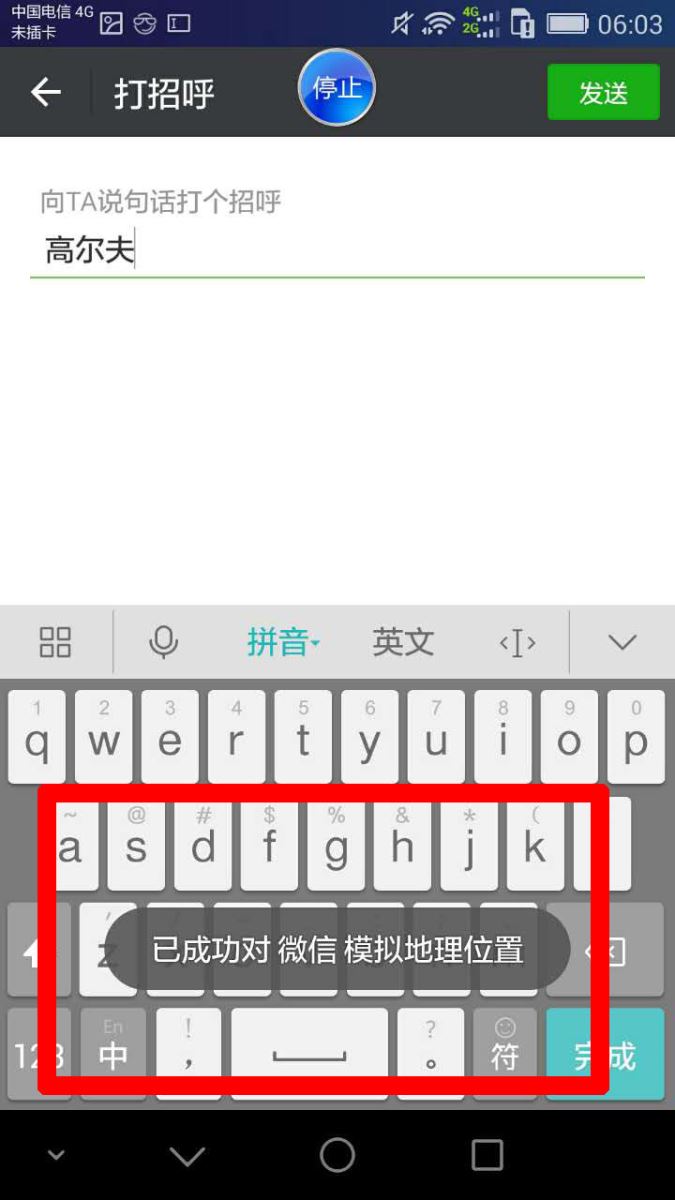 中国电信 4G
未插卡
4G
2G
06:03
打招呼
停止
发送
向TA说句话打个招呼
高尔夫
拼音
英文
1 2 3 4 5 6 7 8 9 0
q w e r t y u i o p
~ @ # $ % & * (
a s d f g h j k
z
已成功对 微信 模拟地理位置
En ! ?
123 中 , 。 符 完成